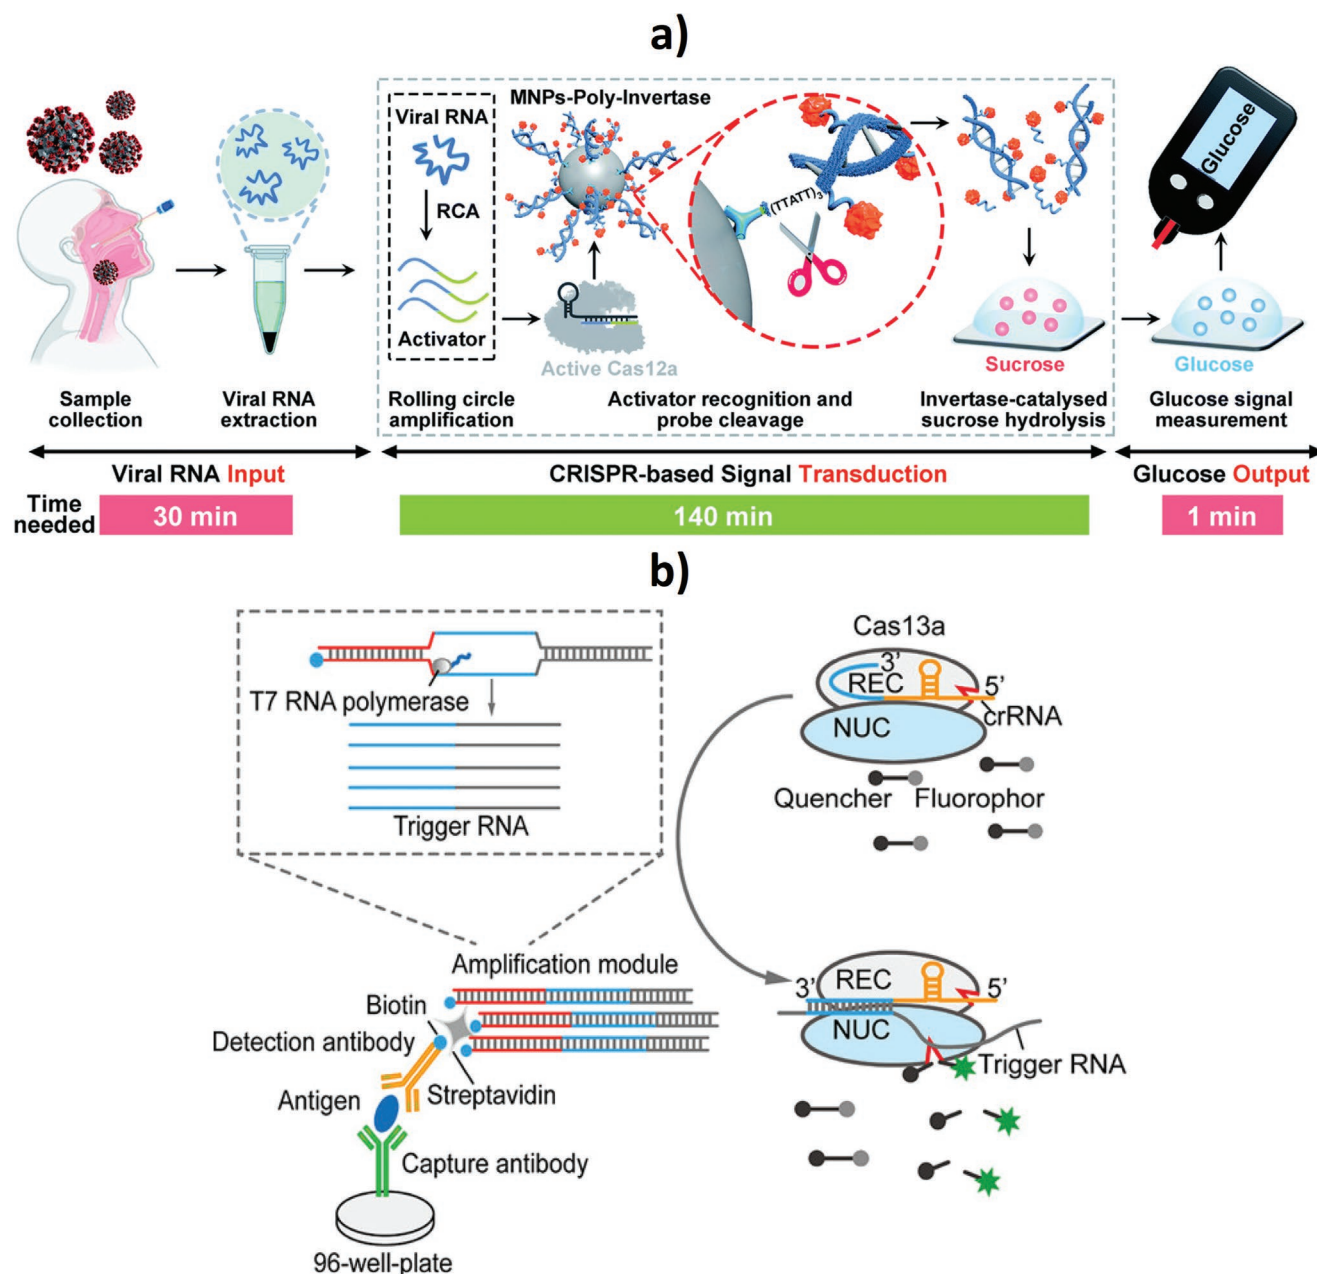 a)
MNPs-Poly-Invertase
Viral RNA
RCA
Activator
Active Cas12a
(TTATT)3
Sucrose
Glucose
Glucose
Sample
collection
Viral RNA
extraction
Rolling circle
amplification
Activator recognition and
probe cleavage
Invertase-catalysed
sucrose hydrolysis
Glucose signal
measurement
Viral RNA Input
CRISPR-based Signal Transduction
Glucose Output
Time
needed
30 min
140 min
1 min
b)
T7 RNA polymerase
Trigger RNA
Cas13a
3’
REC
5’
crRNA
NUC
Quencher
Fluorophor
Amplification module
Biotin
Detection antibody
Streptavidin
Antigen
Capture antibody
96-well-plate
3’
REC
5’
NUC
Trigger RNA